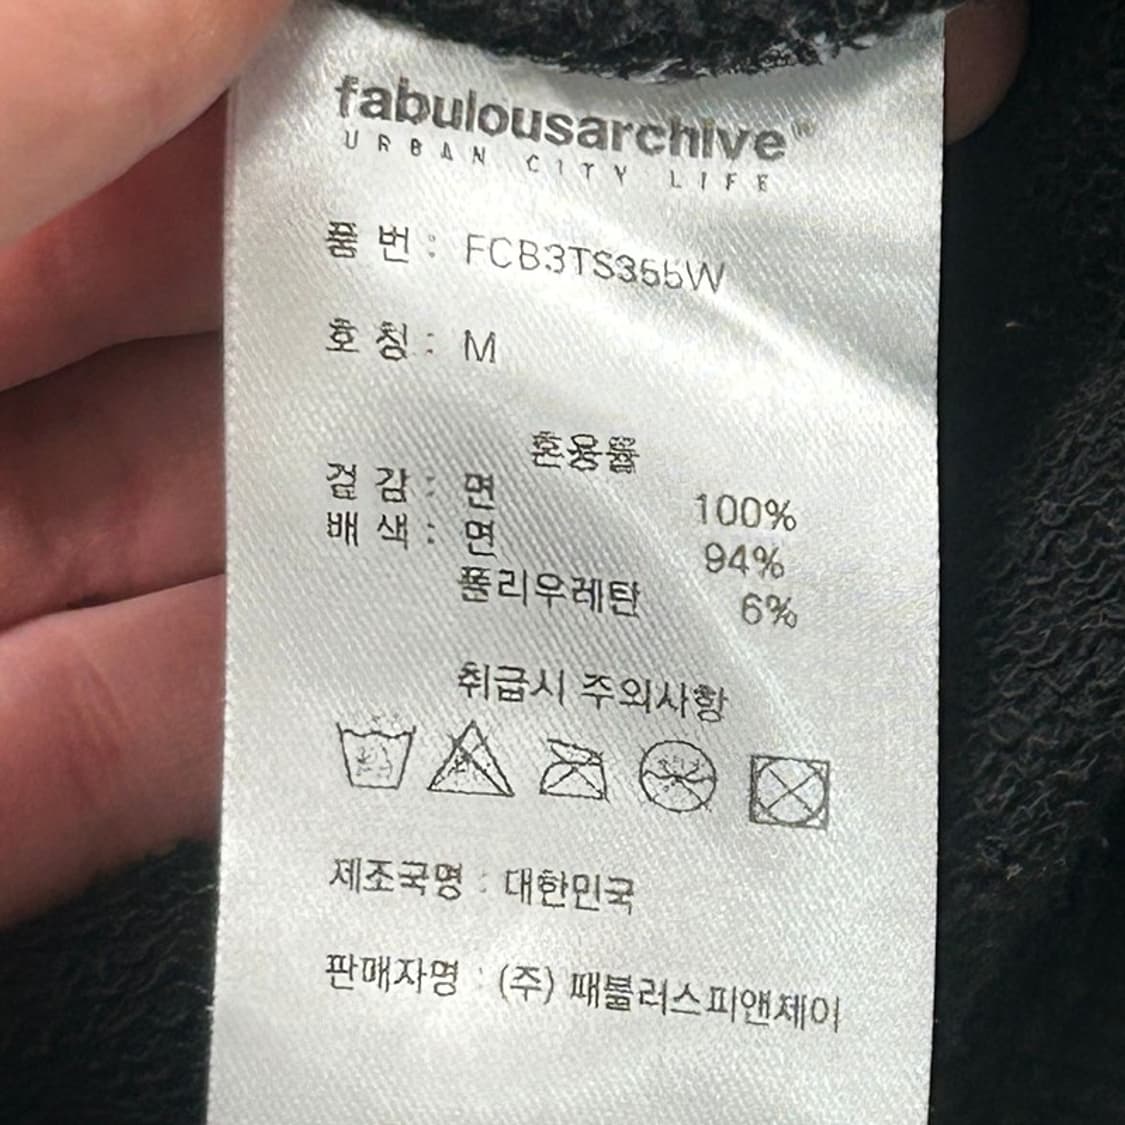 fabulousarchive®
URBAN CITY LIFE
품 번 : FCB3TS355W
호 칭 : M
혼용율
겉 감 : 면 100%
배 색 : 면 94%
폴리우레탄 6%
취급시 주의사항
제조국명 : 대한민국
판매자명 : (주) 패블러스피앤제이